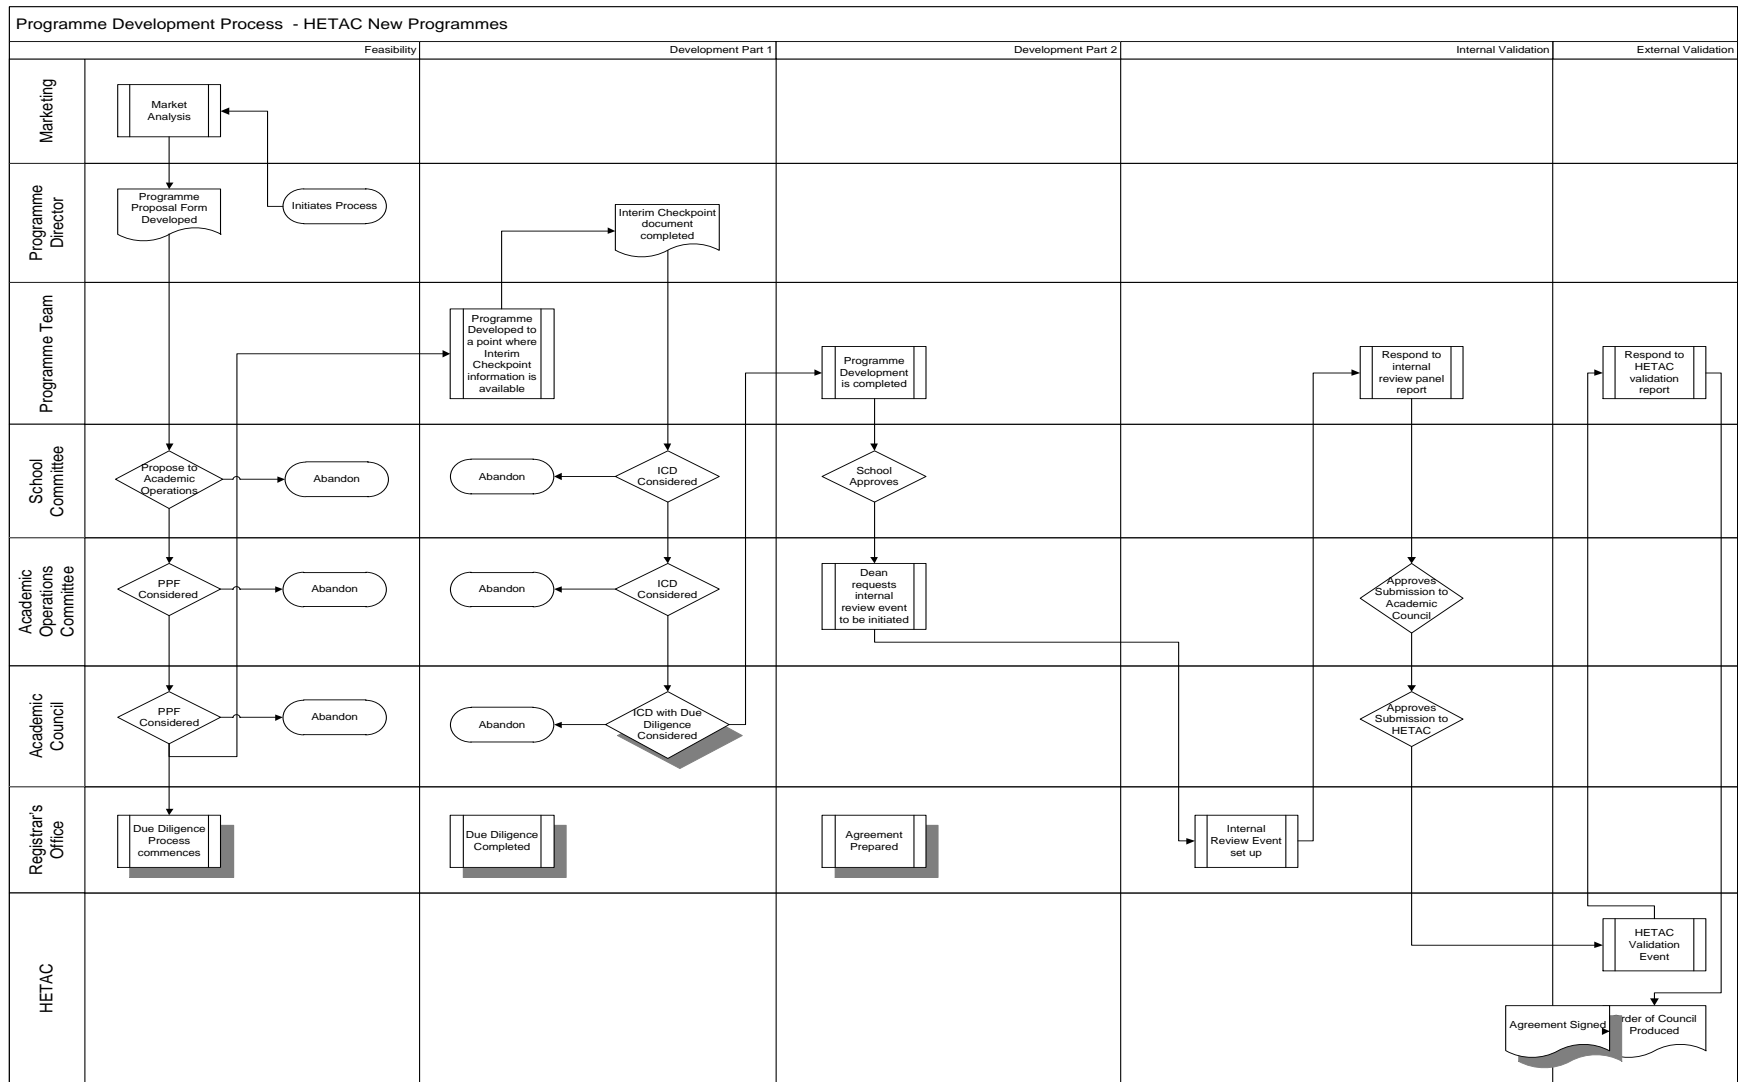 Programme Development Process - HETAC New Programmes
Feasibility
Development Part 1
Development Part 2
Internal Validation
External Validation
Marketing
Market
Analysis
Programme
Director
Programme
Proposal Form
Developed
Initiates Process
Interim Checkpoint
document
completed
Programme Team
Programme
Developed to
a point where
Interim
Checkpoint
information is
available
Programme
Development
is completed
Respond to
internal
review panel
report
Respond to
HETAC
validation
report
School
Committee
Propose to
Academic
Operations
Abandon
Abandon
ICD
Considered
School
Approves
Academic
Operations
Committee
PPF
Considered
Abandon
Abandon
ICD
Considered
Dean
requests
internal
review event
to be initiated
Approves
Submission to
Academic
Council
Academic
Council
PPF
Considered
Abandon
Abandon
ICD with Due
Diligence
Considered
Approves
Submission to
HETAC
Registrar's
Office
Due Diligence
Process
commences
Due Diligence
Completed
Agreement
Prepared
Internal
Review Event
set up
HETAC
HETAC
Validation
Event
Agreement Signed
rder of Council
Produced